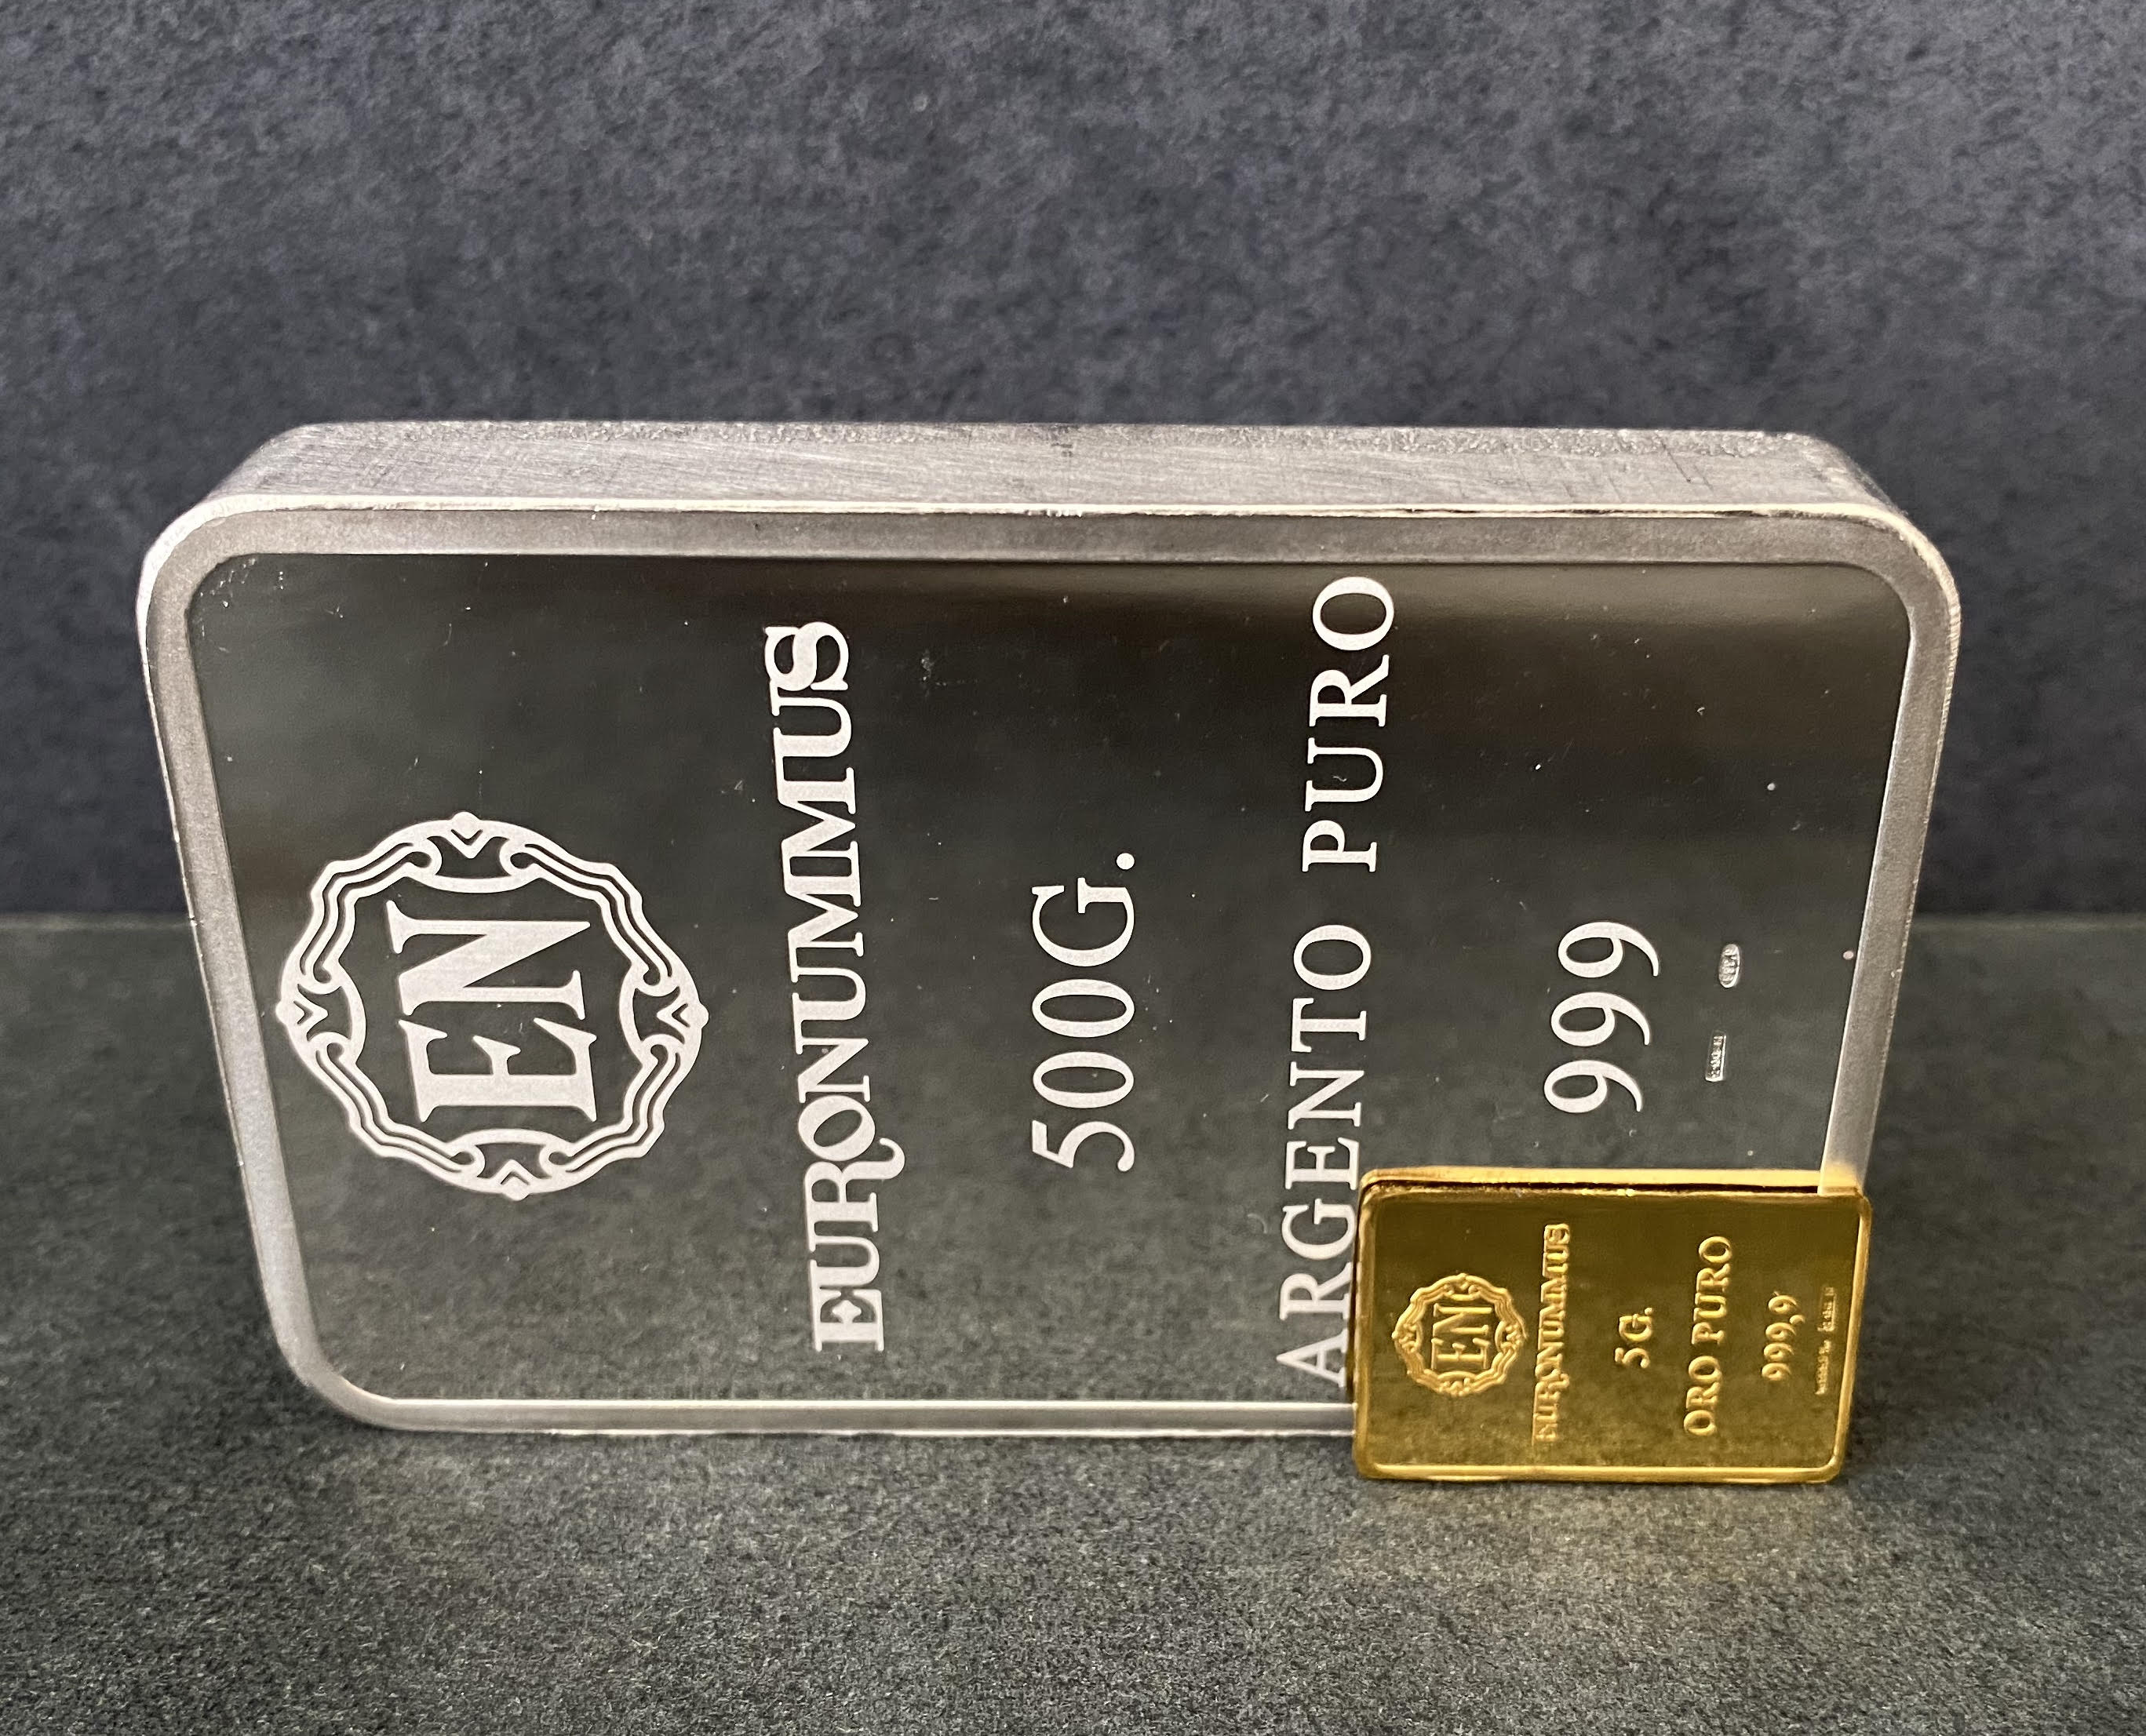 EN
EURONUMMUS
500G.
ARGENTO PURO
999
EN
EURONUMMUS
5G.
ORO PURO
999,9